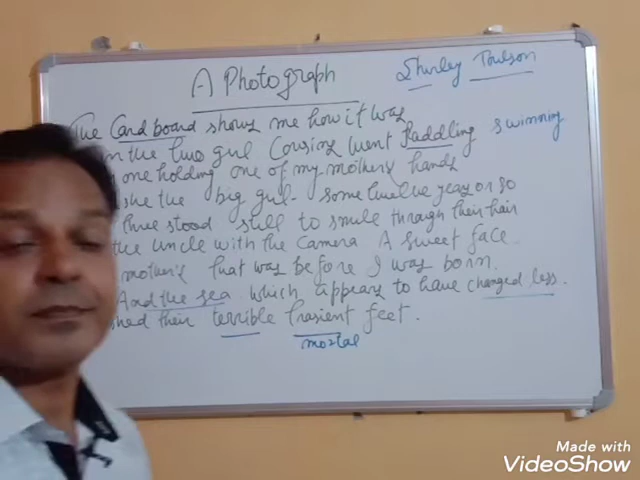 A Photograph
Shirley Toulson
The Cardboard shows me how it was
the two girl Cousins went Paddling swimming
one holding one of my mother's hands
she the big girl - some twelve years or so
three stood still to smile through their hair
the uncle with the Camera A sweet face
mother's that was before I was born.
And the sea which appears to have changed less.
their terrible Trasient feet.
mortal
Made with
VideoShow